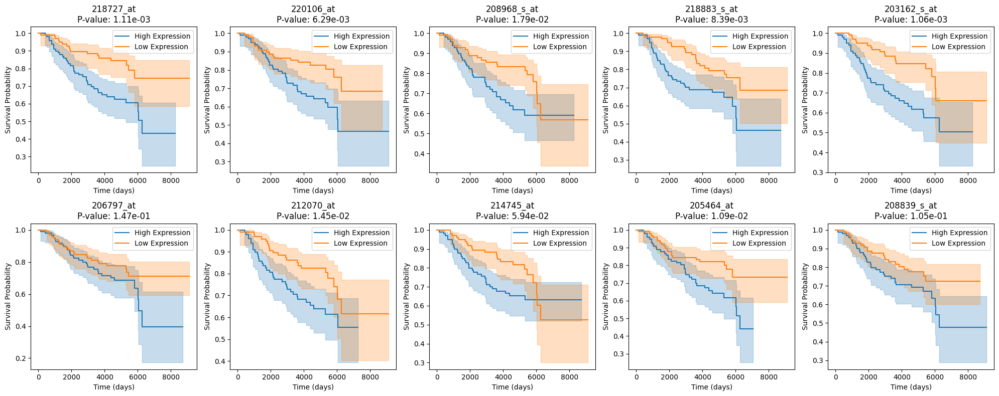 218727_at
P-value: 1.11e-03
High Expression
Low Expression
Survival Probability
1.0
0.9
0.8
0.7
0.6
0.5
0.4
0.3
0 2000 4000 6000 8000
Time (days)
220106_at
P-value: 6.29e-03
High Expression
Low Expression
Survival Probability
1.0
0.9
0.8
0.7
0.6
0.5
0.4
0.3
0 2000 4000 6000 8000
Time (days)
208968_s_at
P-value: 1.79e-02
High Expression
Low Expression
Survival Probability
1.0
0.9
0.8
0.7
0.6
0.5
0.4
0 2000 4000 6000 8000
Time (days)
218883_s_at
P-value: 8.39e-03
High Expression
Low Expression
Survival Probability
1.0
0.9
0.8
0.7
0.6
0.5
0.4
0.3
0 2000 4000 6000 8000
Time (days)
203162_s_at
P-value: 1.06e-03
High Expression
Low Expression
Survival Probability
1.0
0.9
0.8
0.7
0.6
0.5
0.4
0.3
0 2000 4000 6000 8000
Time (days)
206797_at
P-value: 1.47e-01
High Expression
Low Expression
Survival Probability
1.0
0.8
0.6
0.4
0.2
0 2000 4000 6000 8000
Time (days)
212070_at
P-value: 1.45e-02
High Expression
Low Expression
Survival Probability
1.0
0.9
0.8
0.7
0.6
0.5
0.4
0 2000 4000 6000 8000
Time (days)
214745_at
P-value: 5.94e-02
High Expression
Low Expression
Survival Probability
1.0
0.9
0.8
0.7
0.6
0.5
0.4
0.3
0 2000 4000 6000 8000
Time (days)
205464_at
P-value: 1.09e-02
High Expression
Low Expression
Survival Probability
1.0
0.9
0.8
0.7
0.6
0.5
0.4
0.3
0 2000 4000 6000 8000
Time (days)
208839_s_at
P-value: 1.05e-01
High Expression
Low Expression
Survival Probability
1.0
0.9
0.8
0.7
0.6
0.5
0.4
0.3
0 2000 4000 6000 8000
Time (days)